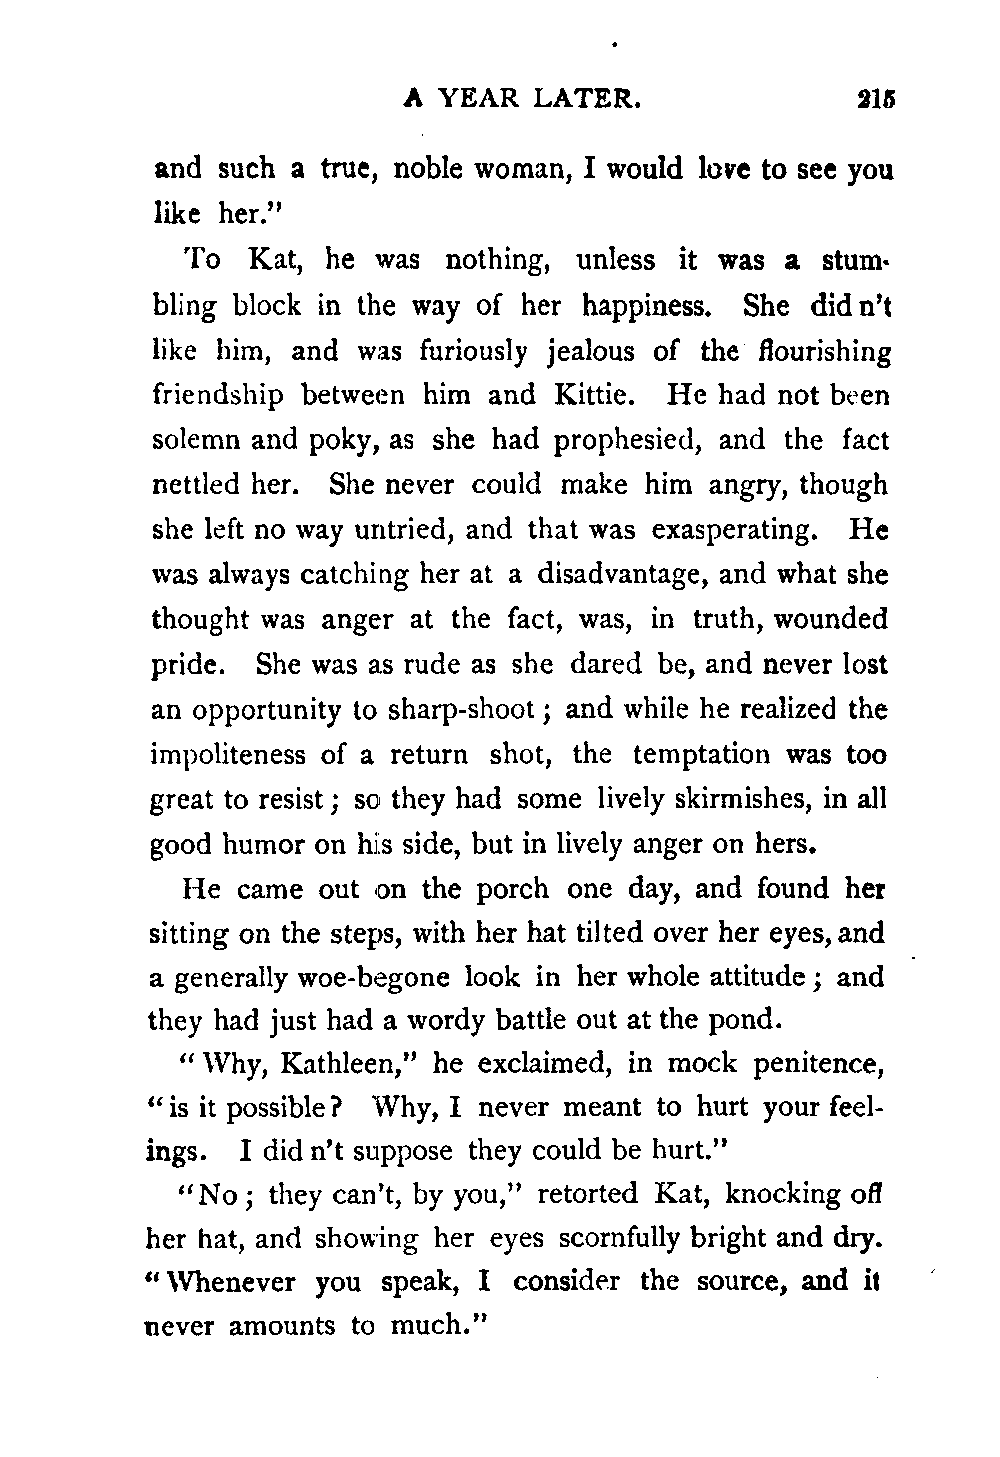 A YEAR LATER. 215
and such a true, noble woman, I would love to see you
like her."
To Kat, he was nothing, unless it was a stum-
bling block in the way of her happiness. She did n't
like him, and was furiously jealous of the flourishing
friendship between him and Kittie. He had not been
solemn and poky, as she had prophesied, and the fact
nettled her. She never could make him angry, though
she left no way untried, and that was exasperating. He
was always catching her at a disadvantage, and what she
thought was anger at the fact, was, in truth, wounded
pride. She was as rude as she dared be, and never lost
an opportunity to sharp-shoot; and while he realized the
impoliteness of a return shot, the temptation was too
great to resist; so they had some lively skirmishes, in all
good humor on his side, but in lively anger on hers.
He came out on the porch one day, and found her
sitting on the steps, with her hat tilted over her eyes, and
a generally woe-begone look in her whole attitude; and
they had just had a wordy battle out at the pond.
"Why, Kathleen," he exclaimed, in mock penitence,
"is it possible? Why, I never meant to hurt your feel-
ings. I did n't suppose they could be hurt."
"No; they can't, by you," retorted Kat, knocking off
her hat, and showing her eyes scornfully bright and dry.
"Whenever you speak, I consider the source, and it
never amounts to much."